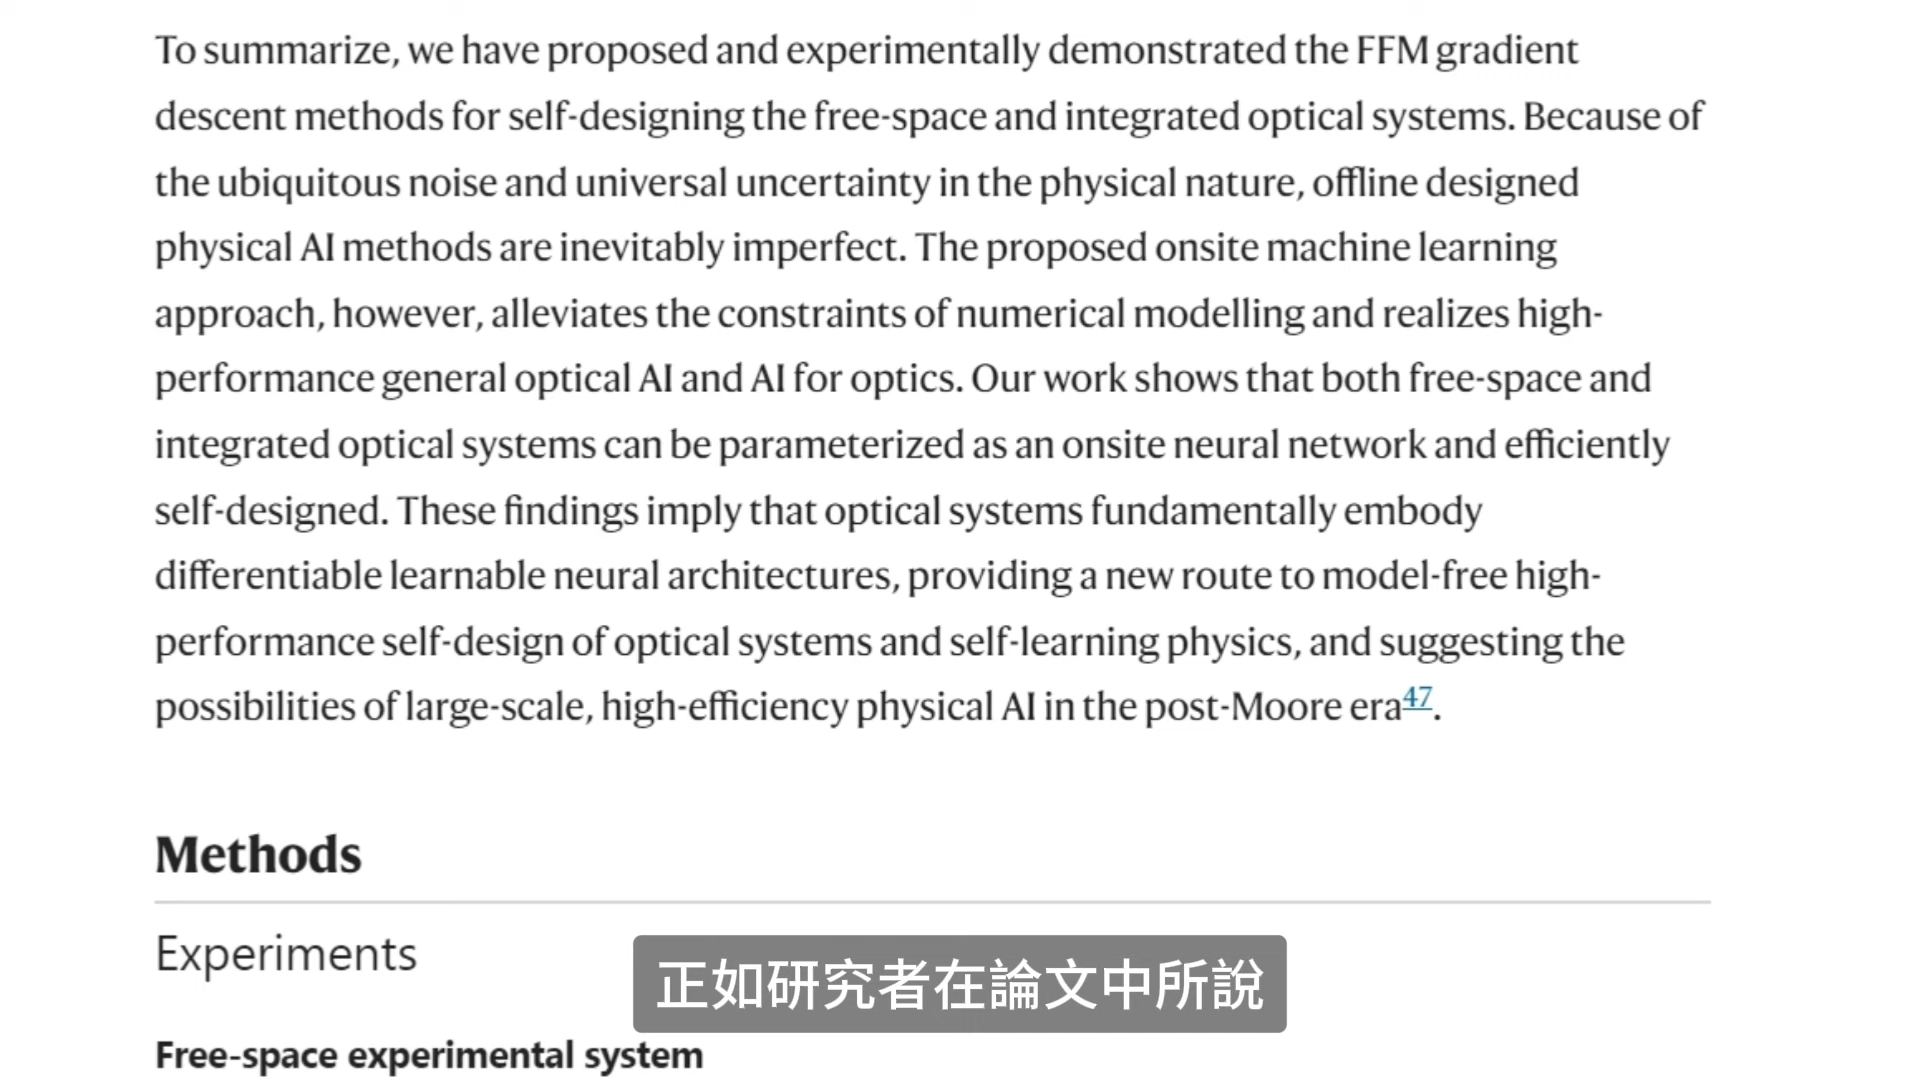 To summarize, we have proposed and experimentally demonstrated the FFM gradient
descent methods for self-designing the free-space and integrated optical systems. Because of
the ubiquitous noise and universal uncertainty in the physical nature, offline designed
physical AI methods are inevitably imperfect. The proposed onsite machine learning
approach, however, alleviates the constraints of numerical modelling and realizes high-
performance general optical AI and AI for optics. Our work shows that both free-space and
integrated optical systems can be parameterized as an onsite neural network and efficiently
self-designed. These findings imply that optical systems fundamentally embody
differentiable learnable neural architectures, providing a new route to model-free high-
performance self-design of optical systems and self-learning physics, and suggesting the
possibilities of large-scale, high-efficiency physical AI in the post-Moore era47.
Methods
Experiments
正如研究者在論文中所說
Free-space experimental system